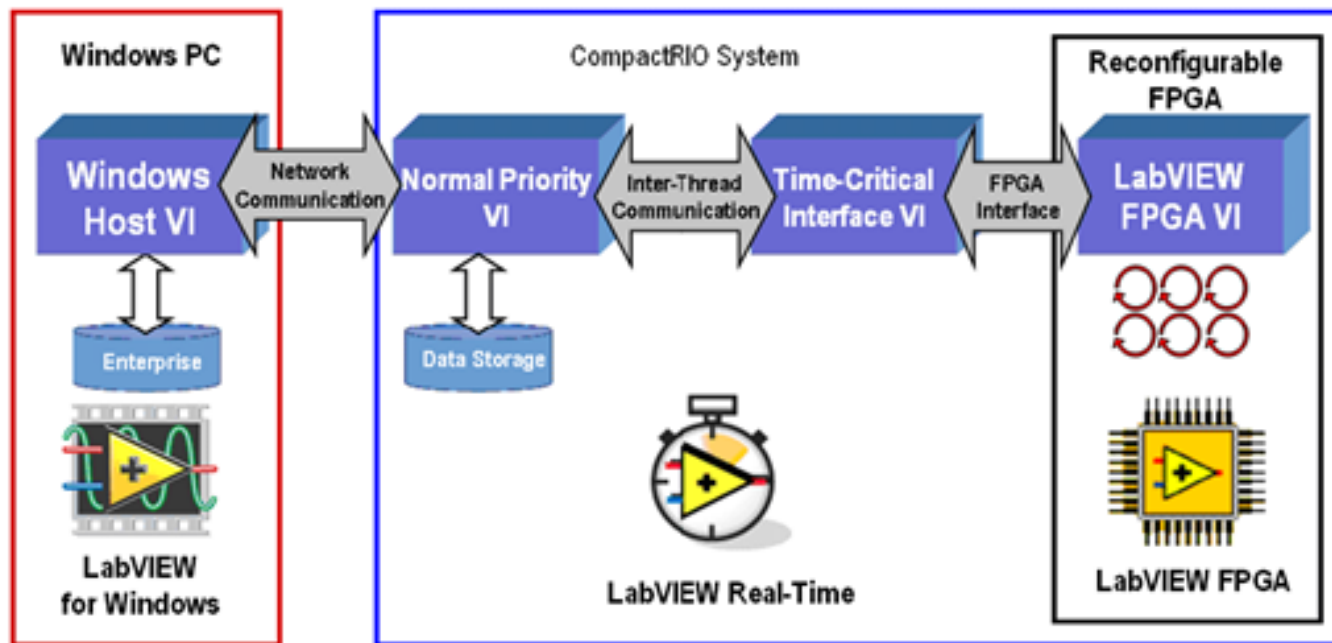 Windows PC
Windows
Host VI
Network
Communication
Enterprise
LabVIEW
for Windows
CompactRIO System
Normal Priority
VI
Inter-Thread
Communication
Time-Critical
Interface VI
Data Storage
LabVIEW Real-Time
FPGA
Interface
Reconfigurable
FPGA
LabVIEW
FPGA VI
LabVIEW FPGA